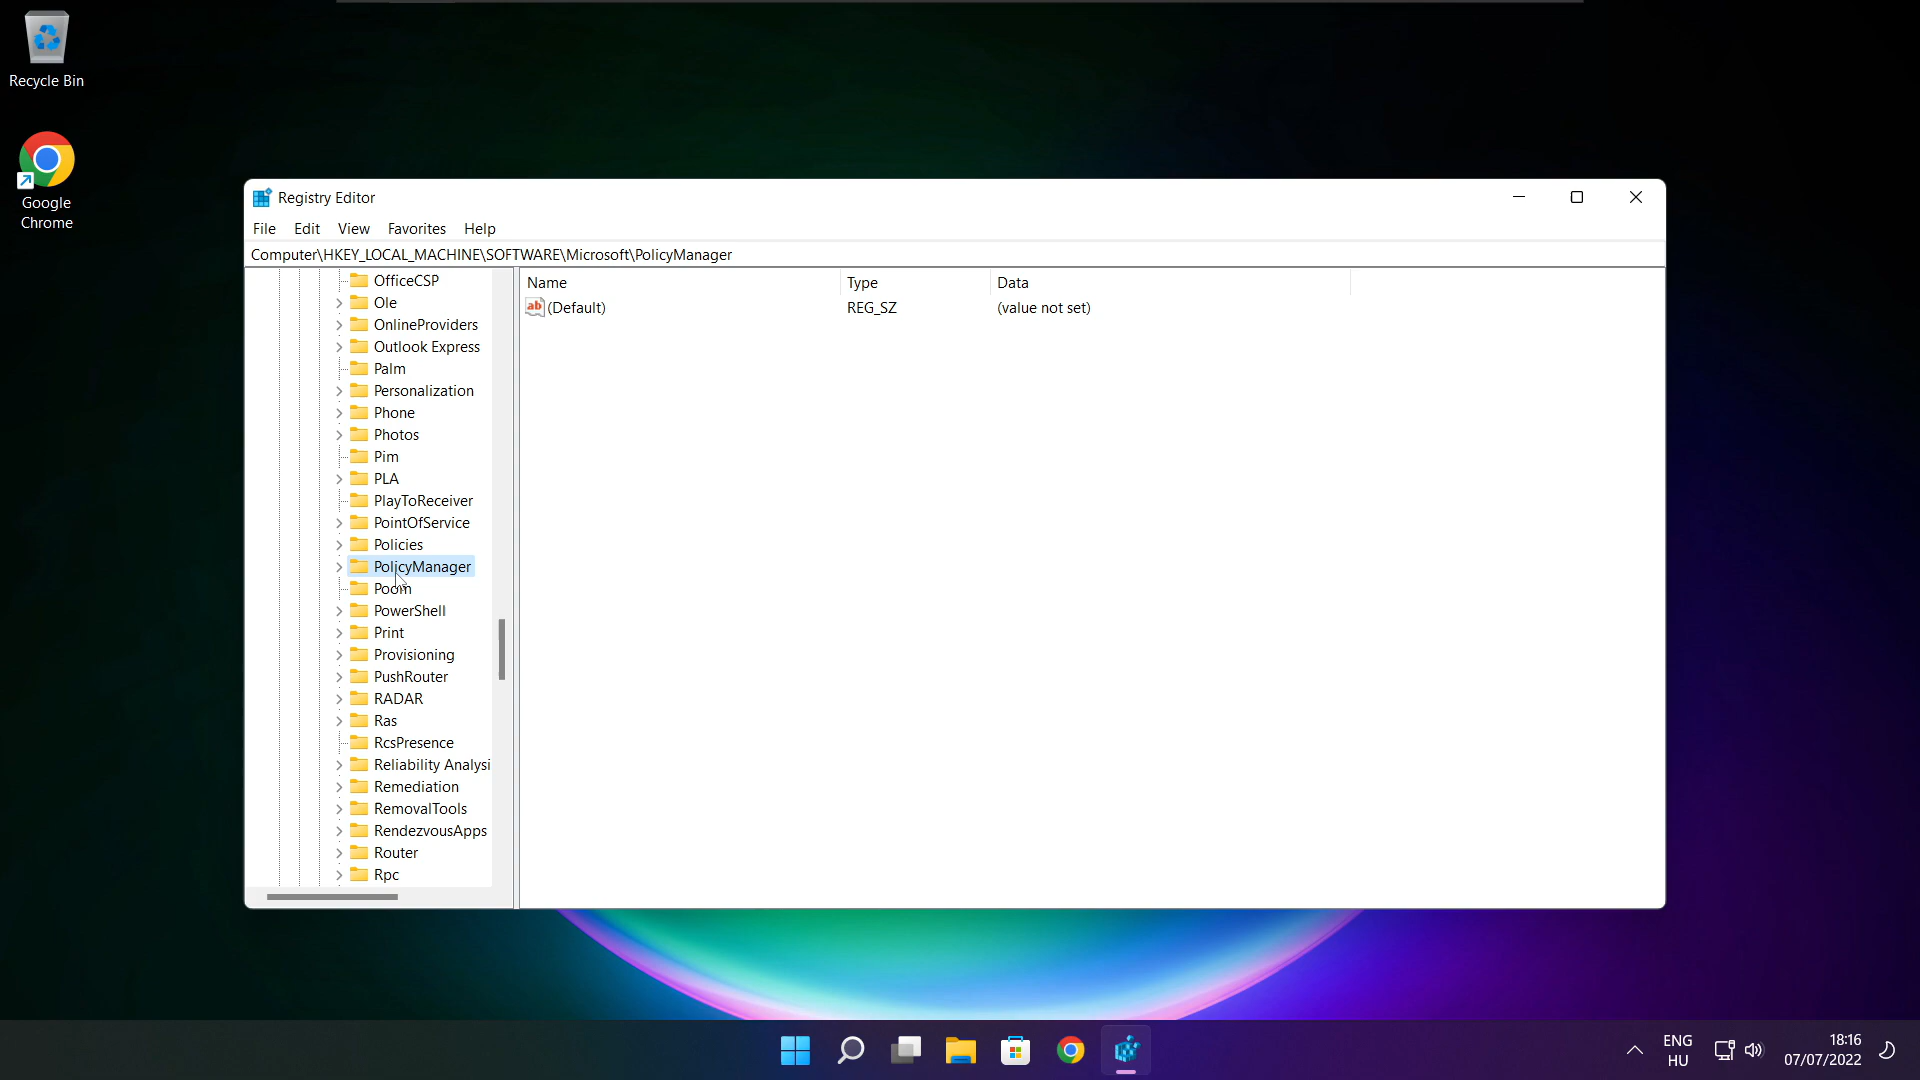 Recycle Bin
Google
Chrome
Registry Editor
File Edit View Favorites Help
Computer\HKEY_LOCAL_MACHINE\SOFTWARE\Microsoft\PolicyManager
OfficeCSP
Ole
OnlineProviders
Outlook Express
Palm
Personalization
Phone
Photos
Pim
PLA
PlayToReceiver
PointOfService
Policies
PolicyManager
Poom
PowerShell
Print
Provisioning
PushRouter
RADAR
Ras
RcsPresence
Reliability Analysi
Remediation
RemovalTools
RendezvousApps
Router
Rpc
Name Type Data
ab (Default) REG_SZ (value not set)
ENG
HU
18:16
07/07/2022